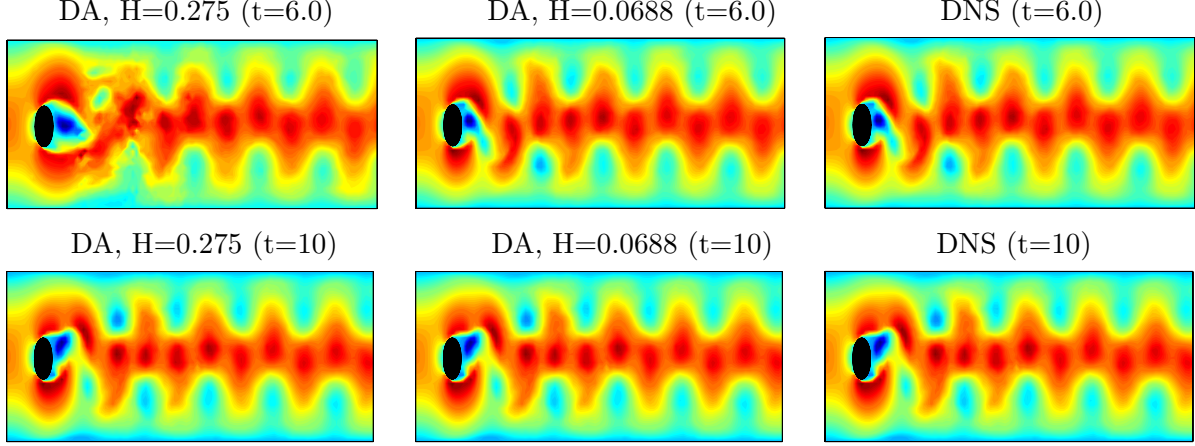 DA, H=0.275 (t=6.0)
DA, H=0.0688 (t=6.0)
DNS (t=6.0)
DA, H=0.275 (t=10)
DA, H=0.0688 (t=10)
DNS (t=10)